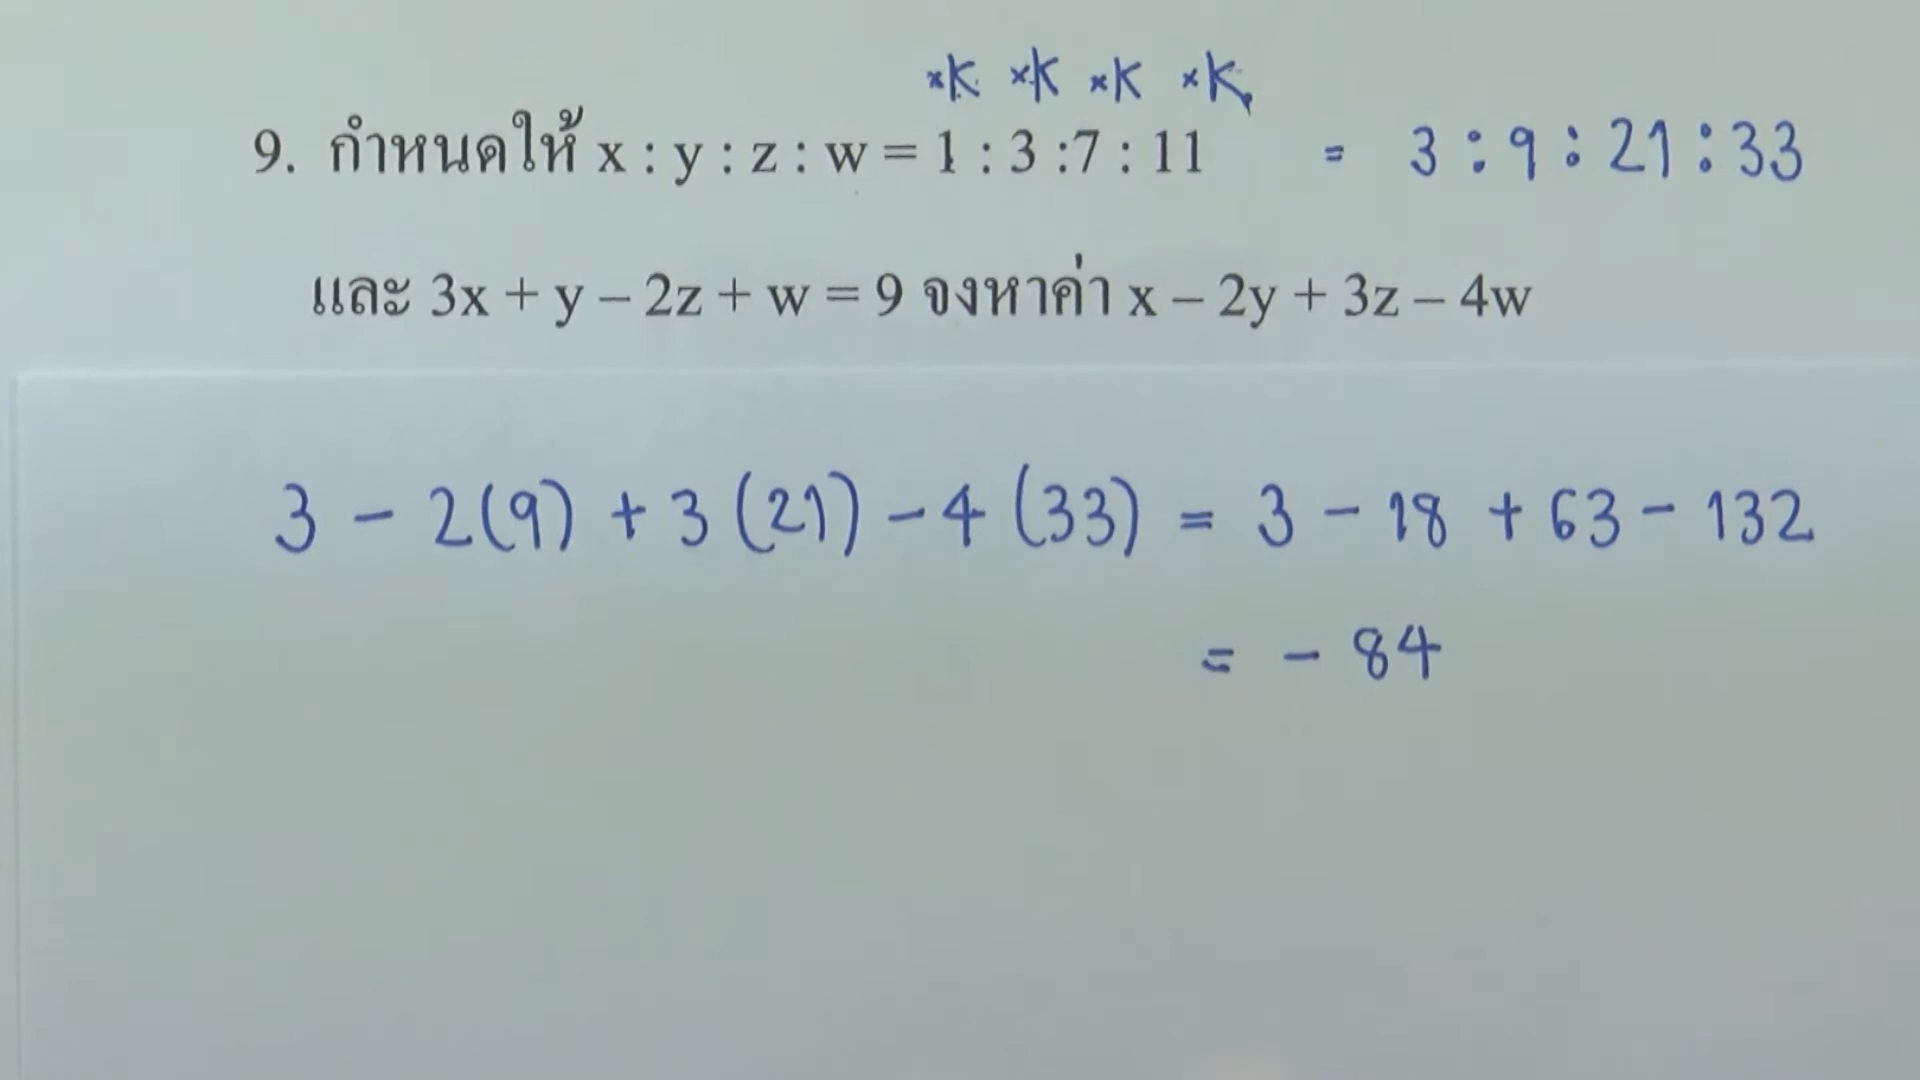 ×K ×K ×K ×K
9. กำหนดให้ x : y : z : w = 1 : 3 :7 : 11 = 3 : 9 : 21 : 33
และ 3x + y – 2z + w = 9 จงหาค่า x – 2y + 3z – 4w
3 - 2(9) + 3(21) - 4(33) = 3 - 18 + 63 - 132
= - 84